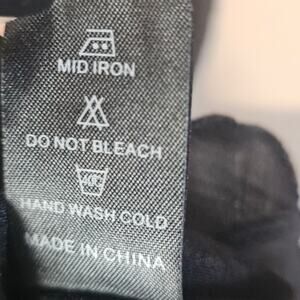 MID IRON
DO NOT BLEACH
HAND WASH COLD
MADE IN CHINA